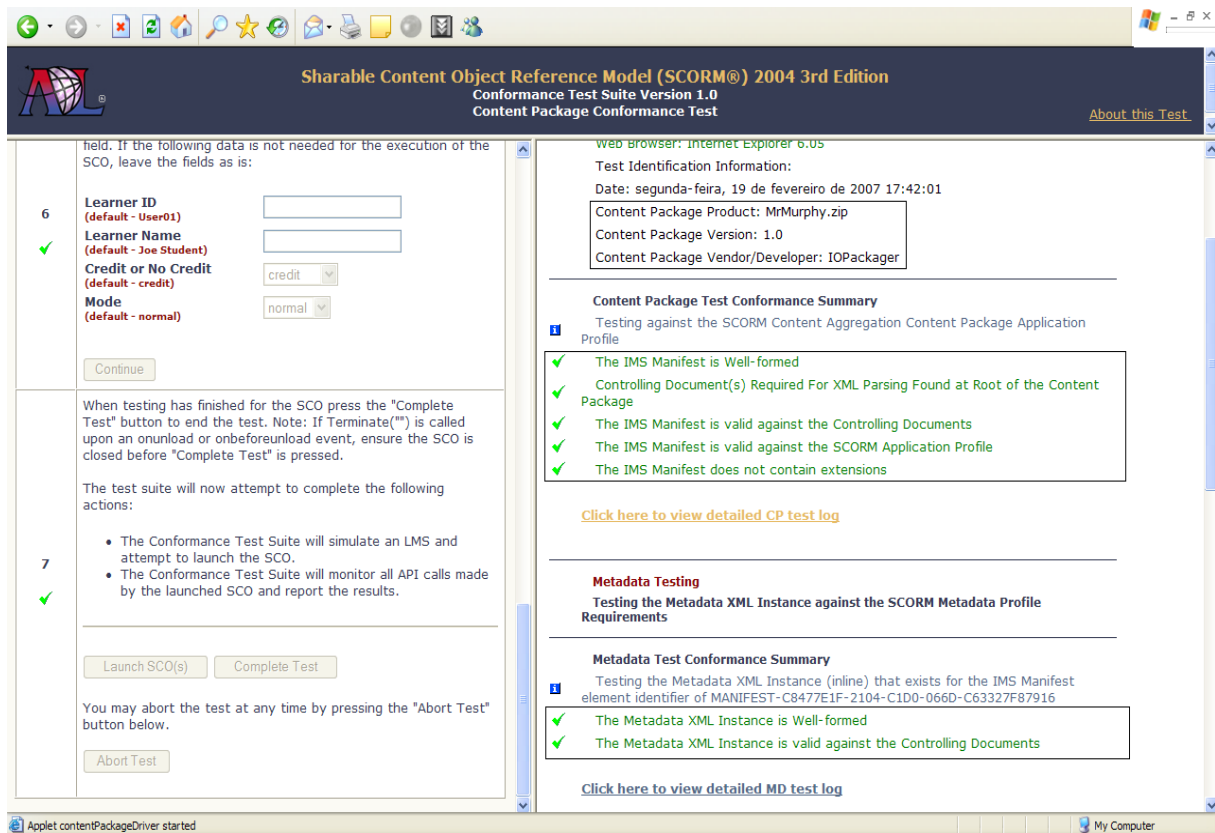 Sharable Content Object Reference Model (SCORM®) 2004 3rd Edition
Conformance Test Suite Version 1.0
Content Package Conformance Test
About this Test
ADL®
field. If the following data is not needed for the execution of the
SCO, leave the fields as is:
6
Learner ID
(default - User01)
Learner Name
(default - Joe Student)
Credit or No Credit
(default - credit)
credit
Mode
(default - normal)
normal
Continue
When testing has finished for the SCO press the "Complete
Test" button to end the test. Note: If Terminate("") is called
upon an onunload or onbeforeunload event, ensure the SCO is
closed before "Complete Test" is pressed.
The test suite will now attempt to complete the following
actions:
7
• The Conformance Test Suite will simulate an LMS and
attempt to launch the SCO.
• The Conformance Test Suite will monitor all API calls made
by the launched SCO and report the results.
Launch SCO(s)
Complete Test
You may abort the test at any time by pressing the "Abort Test"
button below.
Abort Test
Web Browser: Internet Explorer 6.05
Test Identification Information:
Date: segunda-feira, 19 de fevereiro de 2007 17:42:01
Content Package Product: MrMurphy.zip
Content Package Version: 1.0
Content Package Vendor/Developer: IOPackager
Content Package Test Conformance Summary
Testing against the SCORM Content Aggregation Content Package Application
Profile
The IMS Manifest is Well-formed
Controlling Document(s) Required For XML Parsing Found at Root of the Content
Package
The IMS Manifest is valid against the Controlling Documents
The IMS Manifest is valid against the SCORM Application Profile
The IMS Manifest does not contain extensions
Click here to view detailed CP test log
Metadata Testing
Testing the Metadata XML Instance against the SCORM Metadata Profile
Requirements
Metadata Test Conformance Summary
Testing the Metadata XML Instance (inline) that exists for the IMS Manifest
element identifier of MANIFEST-C8477E1F-2104-C1D0-066D-C63327F87916
The Metadata XML Instance is Well-formed
The Metadata XML Instance is valid against the Controlling Documents
Click here to view detailed MD test log
Applet contentPackageDriver started
My Computer